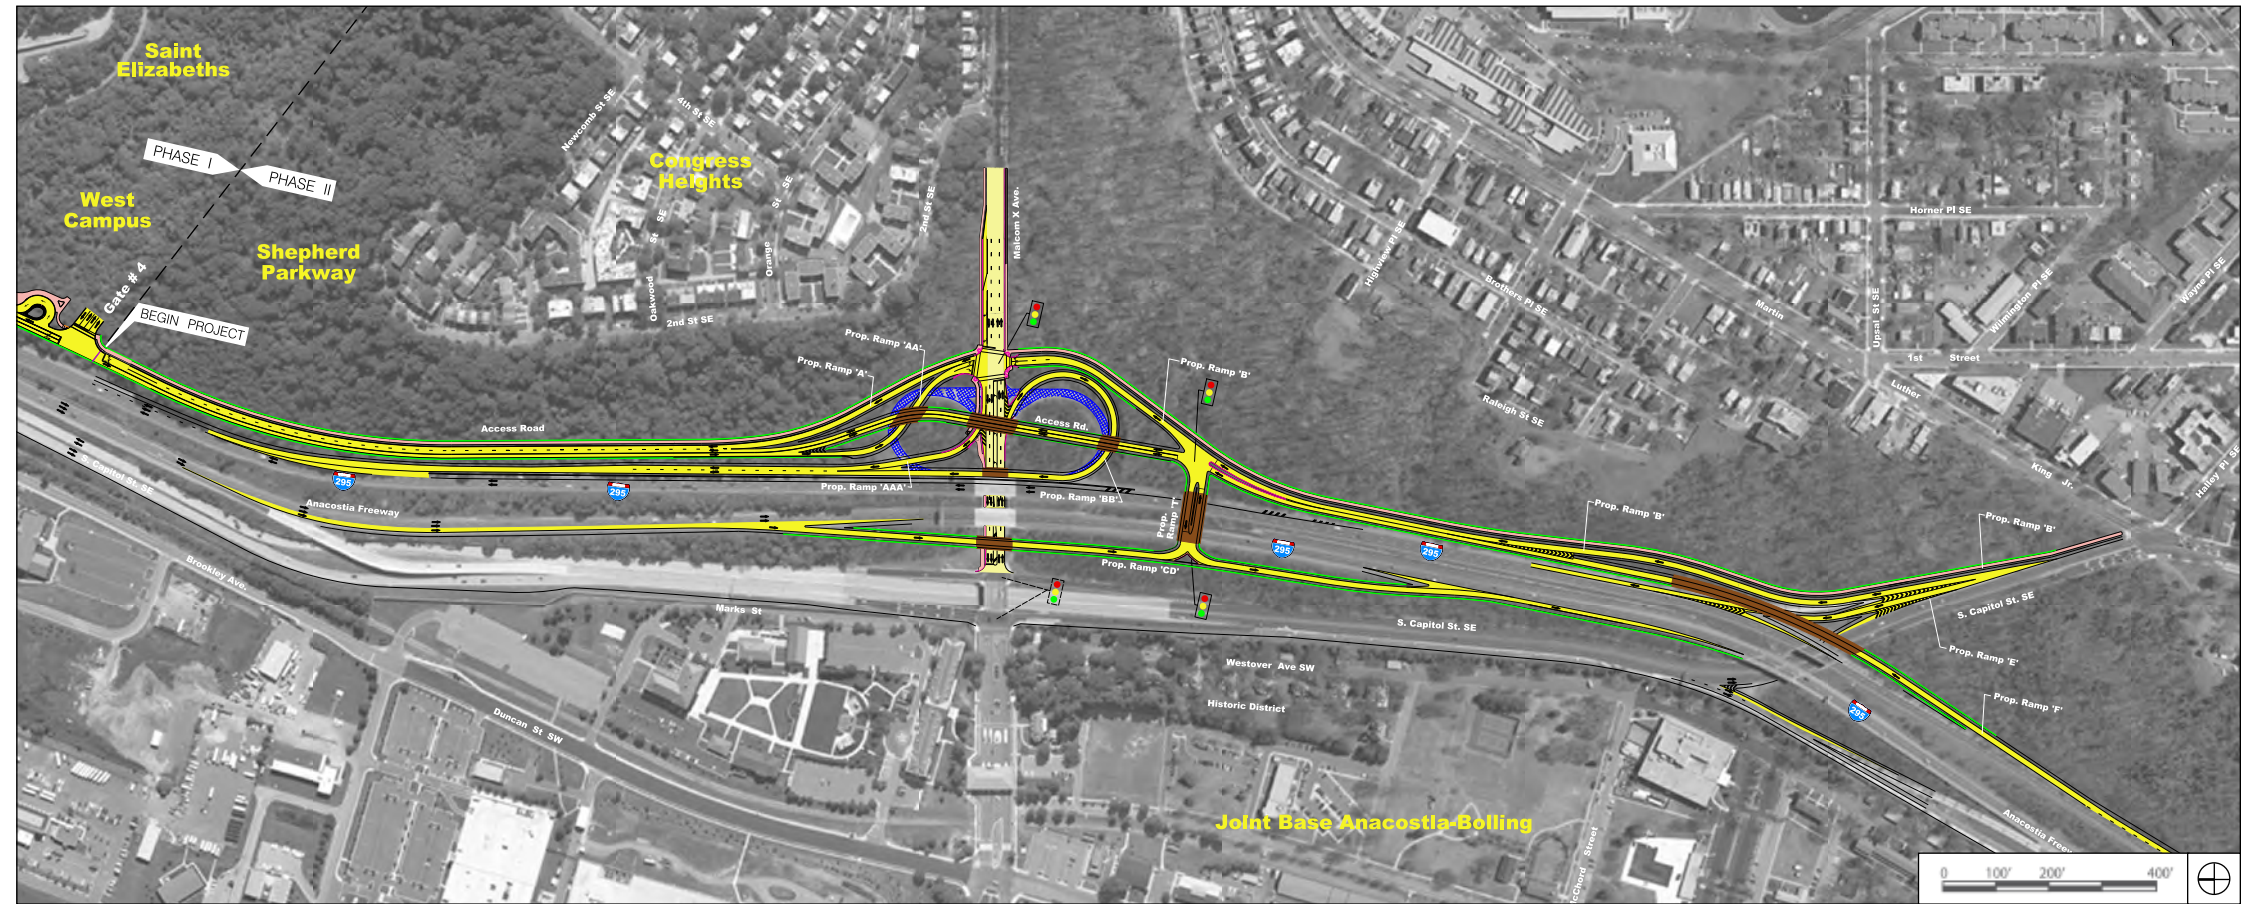 Saint
Elizabeths
PHASE I
PHASE II
West
Campus
Shepherd
Parkway
Gate # 4
BEGIN PROJECT
Newcomb St SE
4th St SE
Congress
Heights
Oakwood St SE
Orange St SE
2nd St SE
2nd St SE
Malcom X Ave.
Highview Pl SE
Brothers Pl SE
Raleigh St SE
Martin
Luther
King Jr.
Horner Pl SE
Upsal St SE
Wilmington Pl SE
Wayne Pl SE
1st Street
Halley Pl SE
Prop. Ramp 'AA'
Prop. Ramp 'A'
Prop. Ramp 'B'
Access Road
Access Rd.
Prop. Ramp 'AAA'
Prop. Ramp 'BB'
Prop. Ramp 'L'
Prop. Ramp 'CD'
Prop. Ramp 'B'
Prop. Ramp 'B'
Prop. Ramp 'E'
Prop. Ramp 'F'
295
295
295
295
295
S. Capitol St. SE
Anacostia Freeway
Brookley Ave.
Marks St
S. Capitol St. SE
S. Capitol St. SE
Westover Ave SW
Historic District
Duncan St SW
Joint Base Anacostia-Bolling
McChord Street
Anacostia Freew
0 100' 200' 400'